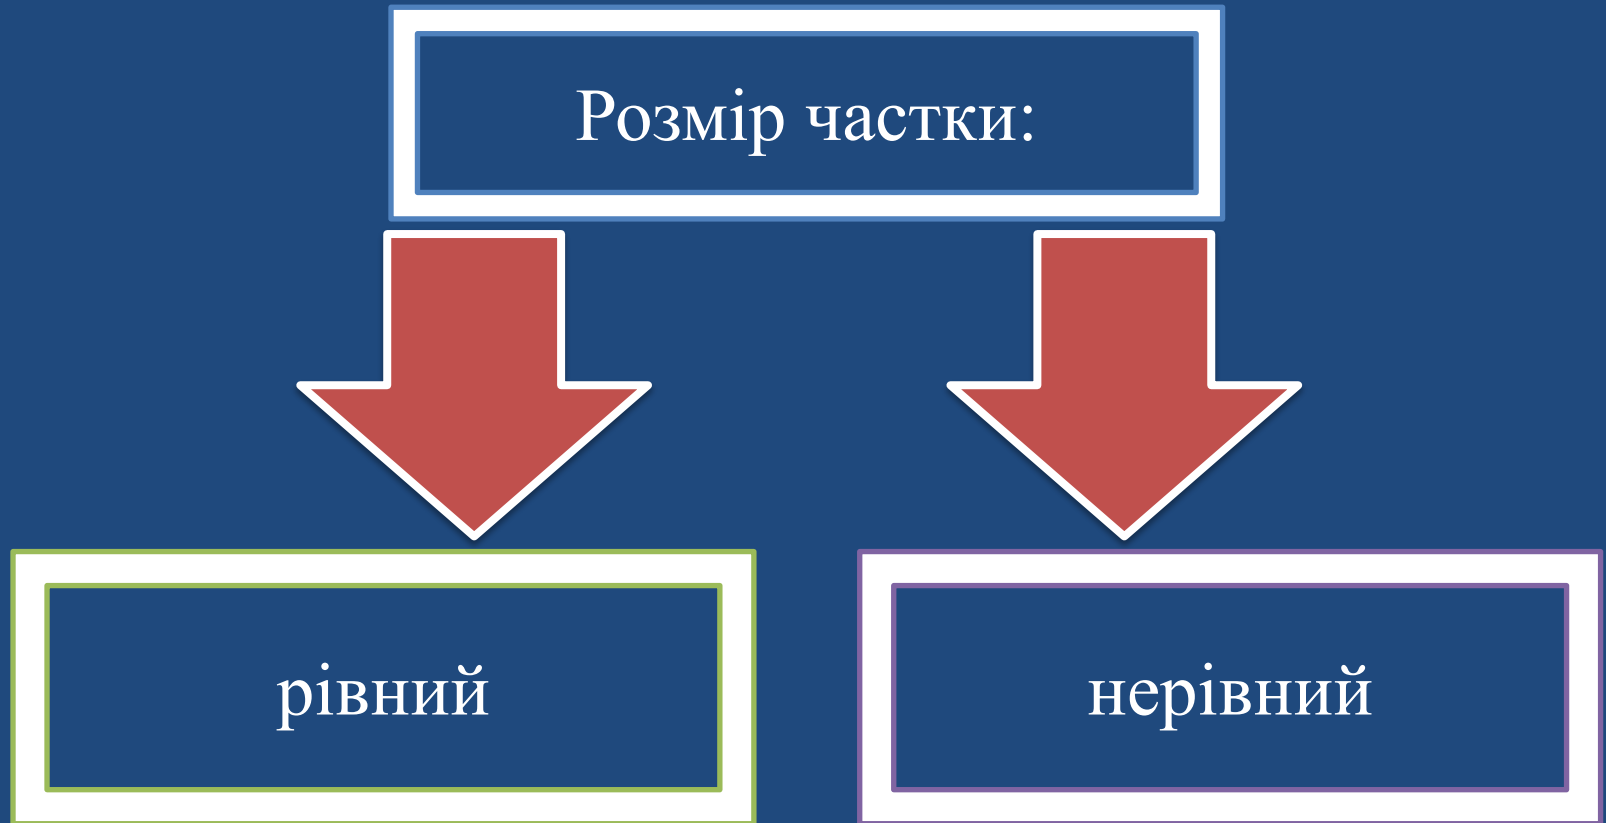 Розмір частки:
рівний
нерівний